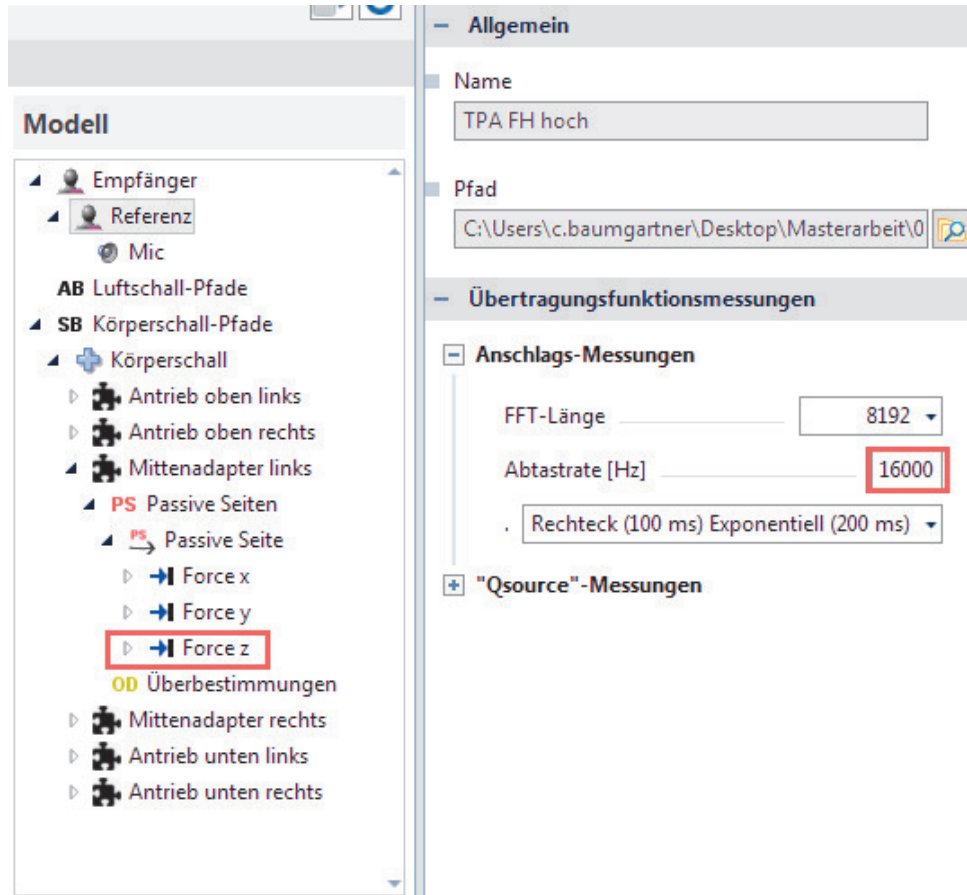 Modell
Empfänger
Referenz
Mic
AB Luftschall-Pfade
SB Körperschall-Pfade
Körperschall
Antrieb oben links
Antrieb oben rechts
Mittenadapter links
PS Passive Seiten
PS Passive Seite
Force x
Force y
Force z
OD Überbestimmungen
Mittenadapter rechts
Antrieb unten links
Antrieb unten rechts
Allgemein
Name
TPA FH hoch
Pfad
C:\Users\c.baumgartner\Desktop\Masterarbeit\0
Übertragungsfunktionsmessungen
Anschlags-Messungen
FFT-Länge 8192
Abtastrate [Hz] 16000
. Rechteck (100 ms) Exponentiell (200 ms)
"Qsource"-Messungen